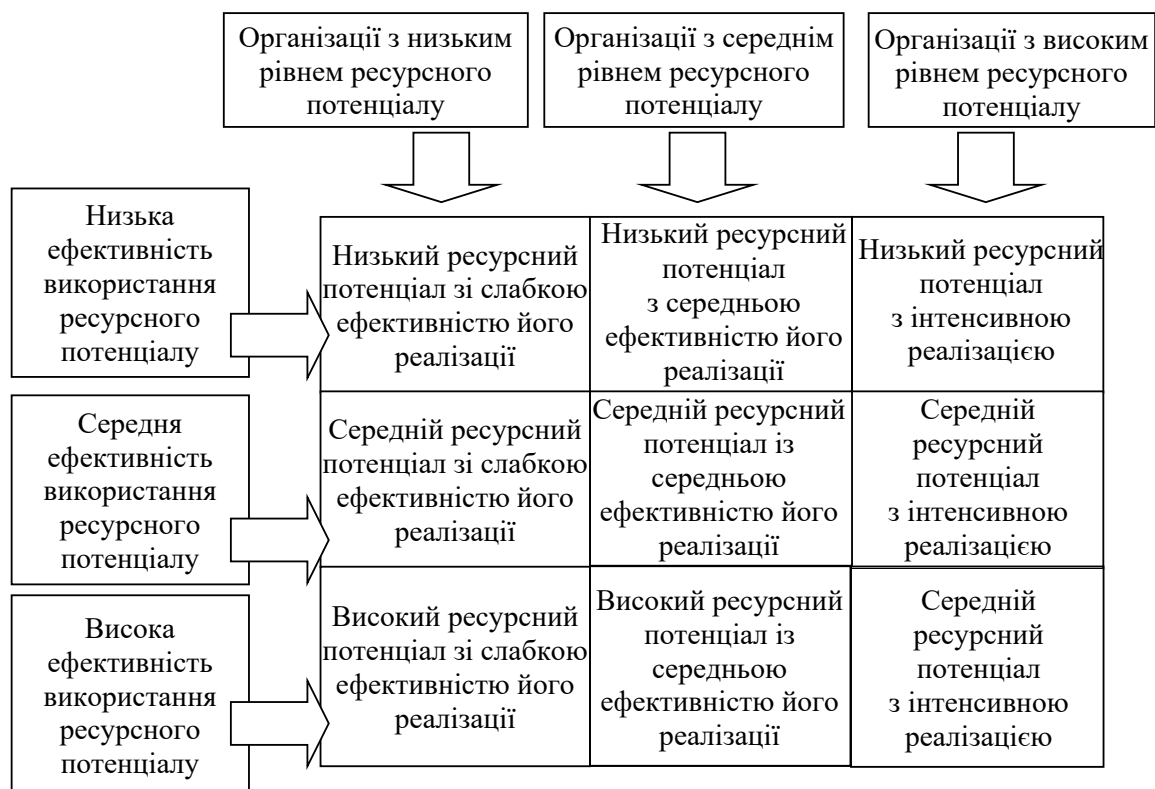 Організації з низьким
рівнем ресурсного
потенціалу
Організації з середнім
рівнем ресурсного
потенціалу
Організації з високим
рівнем ресурсного
потенціалу
Низька
ефективність
використання
ресурсного
потенціалу
Низький ресурсний
потенціал зі слабкою
ефективністю його
реалізації
Низький ресурсний
потенціал
з середньою
ефективністю його
реалізації
Низький ресурсний
потенціал
з інтенсивною
реалізацією
Середня
ефективність
використання
ресурсного
потенціалу
Середній ресурсний
потенціал зі слабкою
ефективністю його
реалізації
Середній ресурсний
потенціал із
середньою
ефективністю його
реалізації
Середній
ресурсний
потенціал
з інтенсивною
реалізацією
Висока
ефективність
використання
ресурсного
потенціалу
Високий ресурсний
потенціал зі слабкою
ефективністю його
реалізації
Високий ресурсний
потенціал із
середньою
ефективністю його
реалізації
Середній
ресурсний
потенціал
з інтенсивною
реалізацією